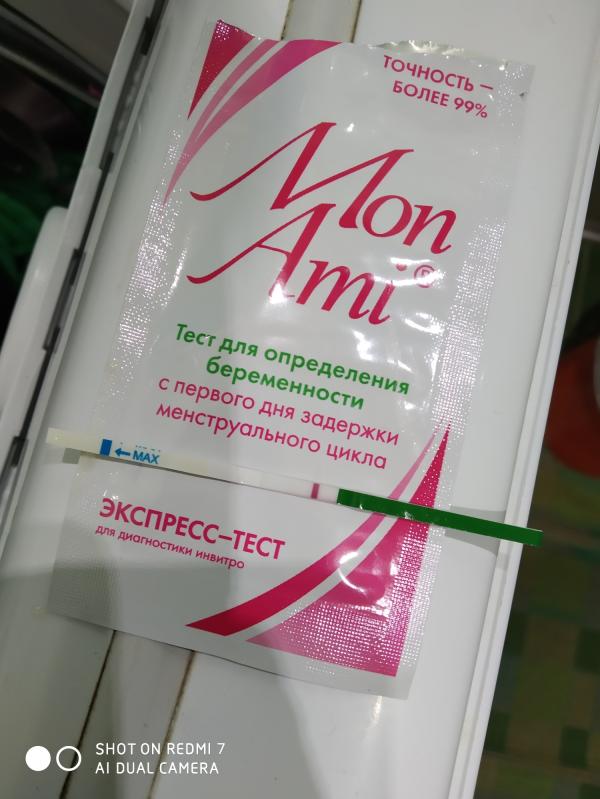 ТОЧНОСТЬ –
БОЛЕЕ 99%
Mon
Ami®
Тест для определения
беременности
с первого дня задержки
менструального цикла
← MAX
ЭКСПРЕСС–ТЕСТ
для диагностики инвитро
SHOT ON REDMI 7
AI DUAL CAMERA